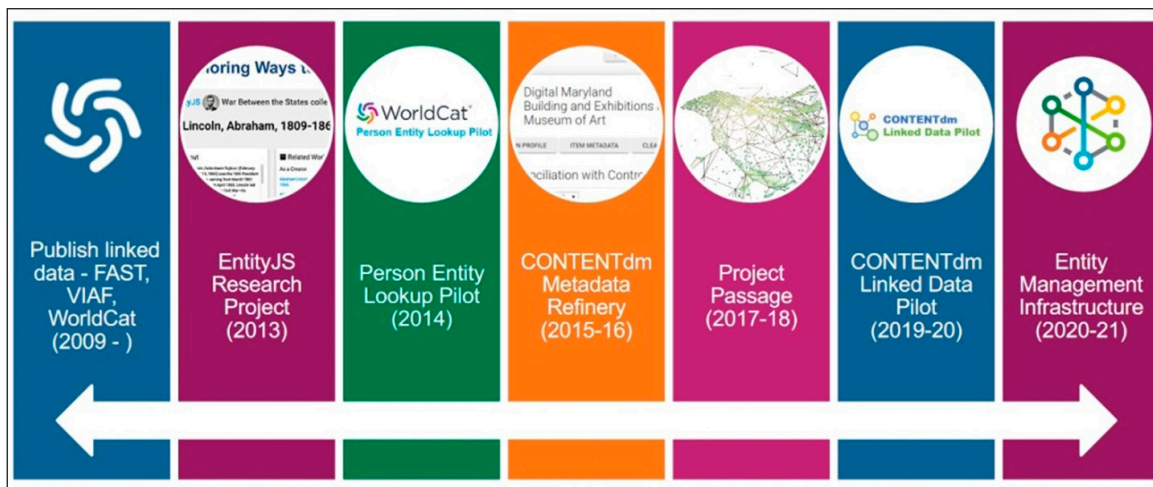 Publish linked
data - FAST,
VIAF,
WorldCat
(2009 - )
oring Ways t
yJS War Between the States colle
Lincoln, Abraham, 1809-186
Related Wor
As a Creator
EntityJS
Research
Project
(2013)
WorldCat
Person Entity Lookup Pilot
Person Entity
Lookup Pilot
(2014)
Digital Maryland
Building and Exhibitions
Museum of Art
N PROFILE ITEM METADATA CLEA
nciliation with Contro
CONTENTdm
Metadata
Refinery
(2015-16)
Project
Passage
(2017-18)
CONTENTdm
Linked Data Pilot
CONTENTdm
Linked Data
Pilot
(2019-20)
Entity
Management
Infrastructure
(2020-21)